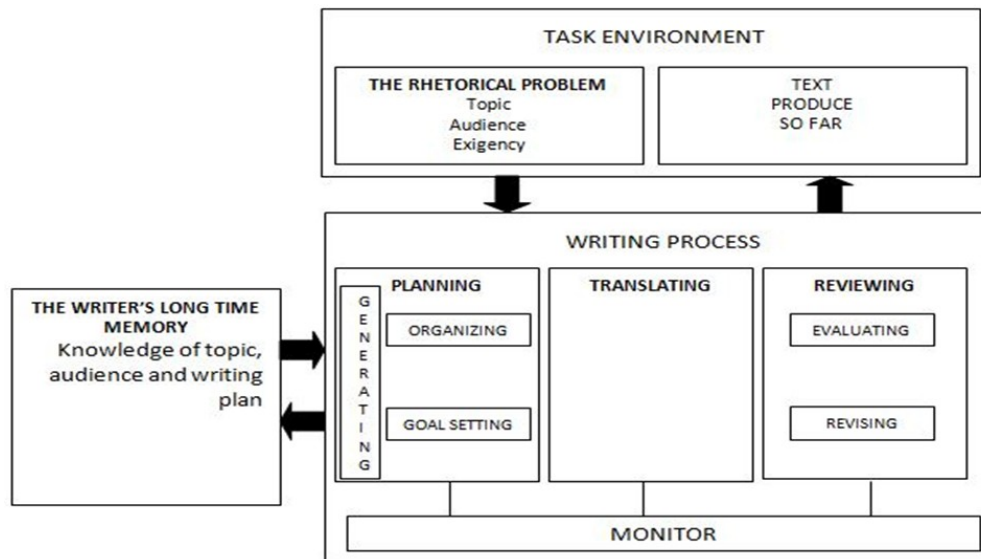 TASK ENVIRONMENT
THE RHETORICAL PROBLEM
Topic
Audience
Exigency
TEXT
PRODUCE
SO FAR
WRITING PROCESS
THE WRITER'S LONG TIME
MEMORY
Knowledge of topic,
audience and writing
plan
PLANNING
GENERATING
ORGANIZING
GOAL SETTING
TRANSLATING
REVIEWING
EVALUATING
REVISING
MONITOR